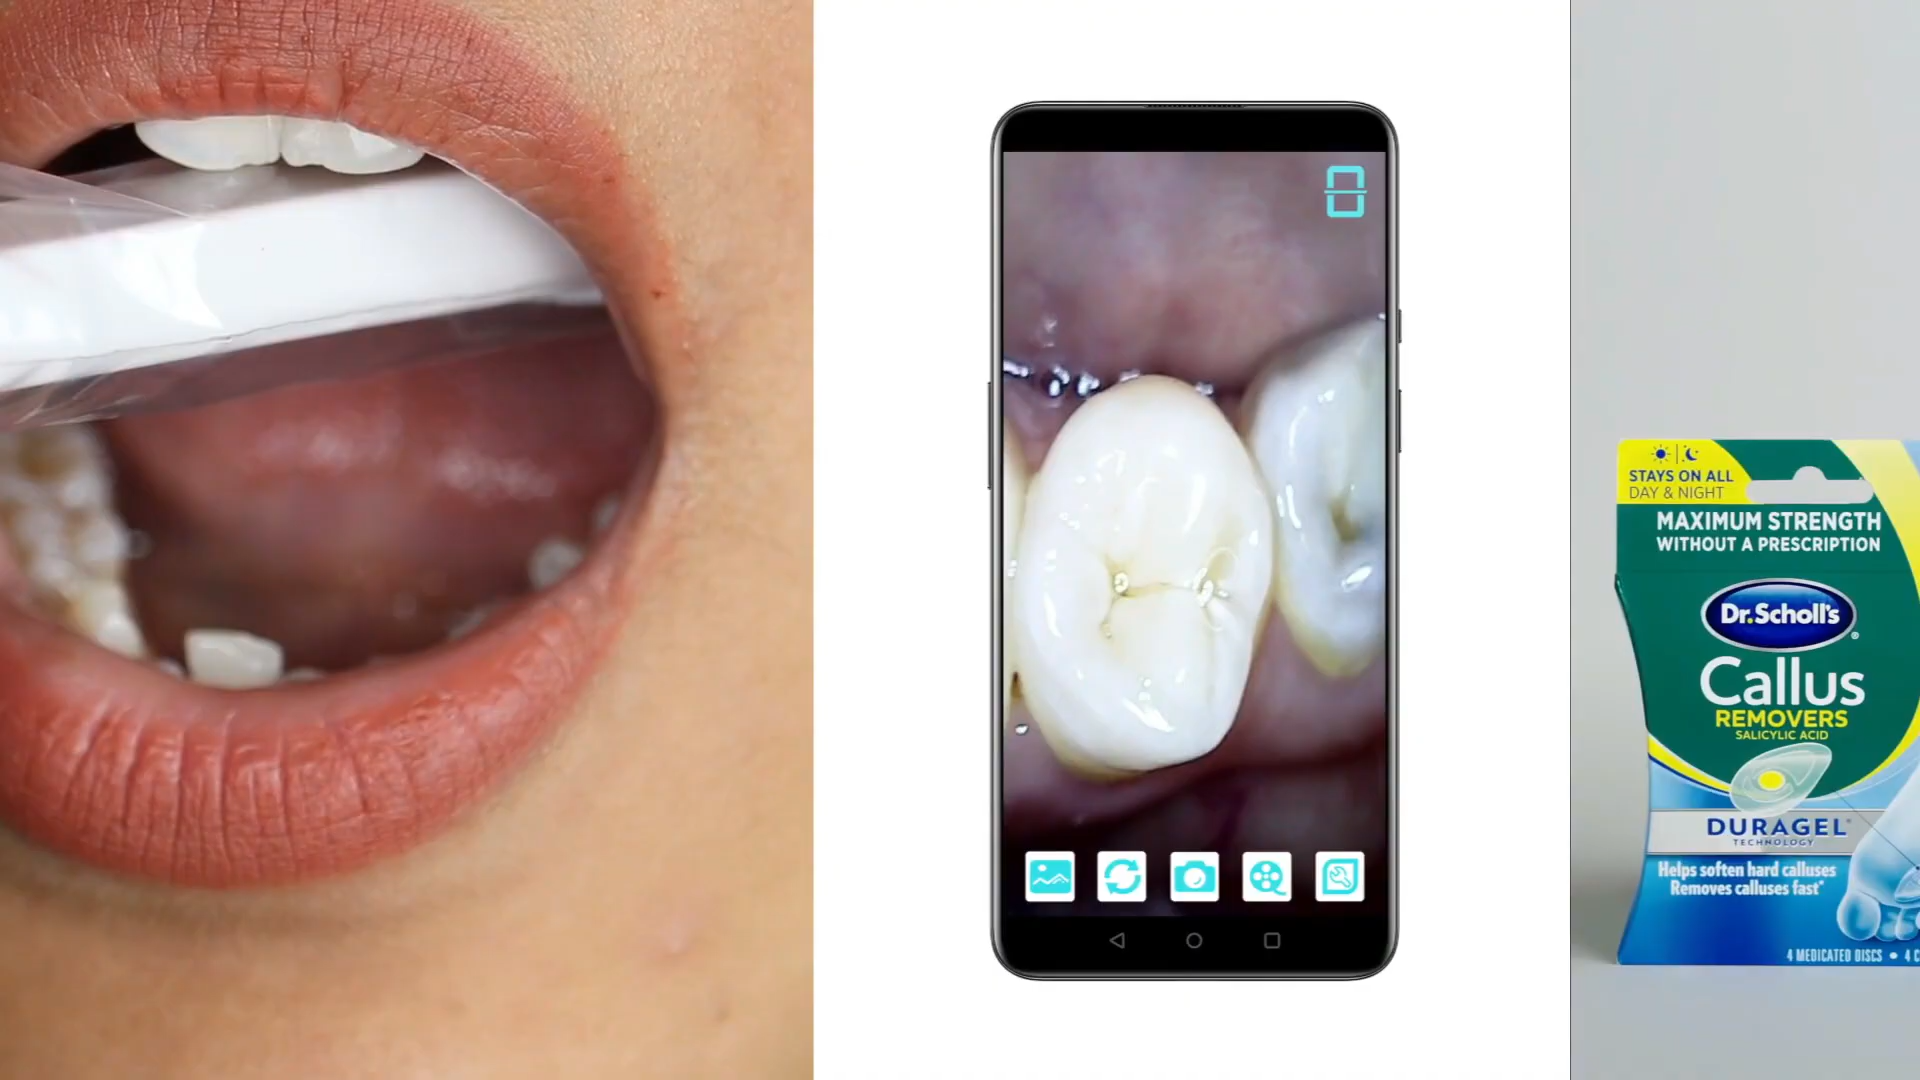 STAYS ON ALL
DAY & NIGHT
MAXIMUM STRENGTH
WITHOUT A PRESCRIPTION
Dr.Scholl's®
Callus
REMOVERS
SALICYLIC ACID
DURAGEL®
TECHNOLOGY
Helps soften hard calluses
Removes calluses fast*
4 MEDICATED DISCS • 4